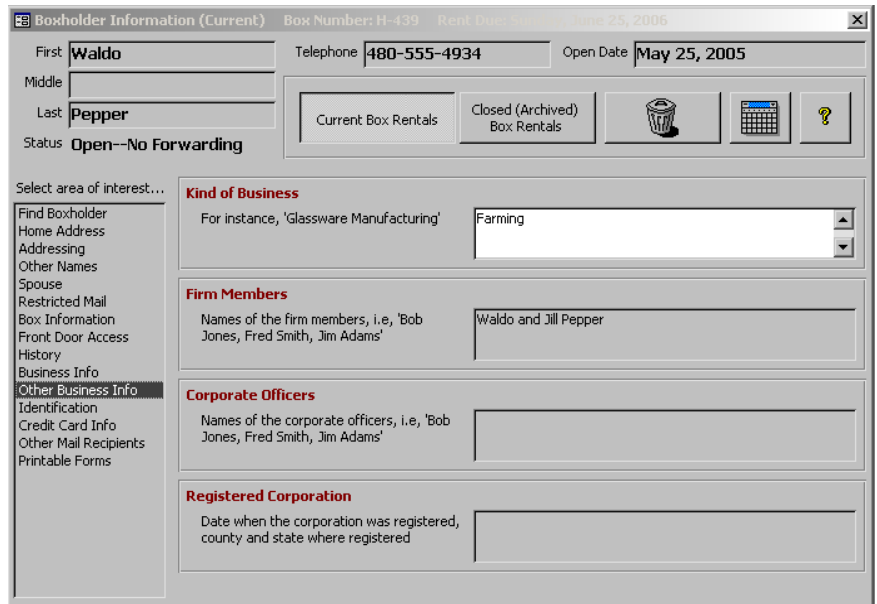 Boxholder Information (Current) Box Number: H-439 Rent Due: June 25, 2006
First Waldo Telephone 480-555-4934 Open Date May 25, 2005
Middle
Last Pepper
Status Open--No Forwarding
Current Box Rentals
Closed (Archived)
Box Rentals
?
Select area of interest...
Find Boxholder
Home Address
Addressing
Other Names
Spouse
Restricted Mail
Box Information
Front Door Access
History
Business Info
Other Business Info
Identification
Credit Card Info
Other Mail Recipients
Printable Forms
Kind of Business
For instance, 'Glassware Manufacturing' Farming
Firm Members
Names of the firm members, i.e, 'Bob Waldo and Jill Pepper
Jones, Fred Smith, Jim Adams'
Corporate Officers
Names of the corporate officers, i.e, 'Bob
Jones, Fred Smith, Jim Adams'
Registered Corporation
Date when the corporation was registered,
county and state where registered